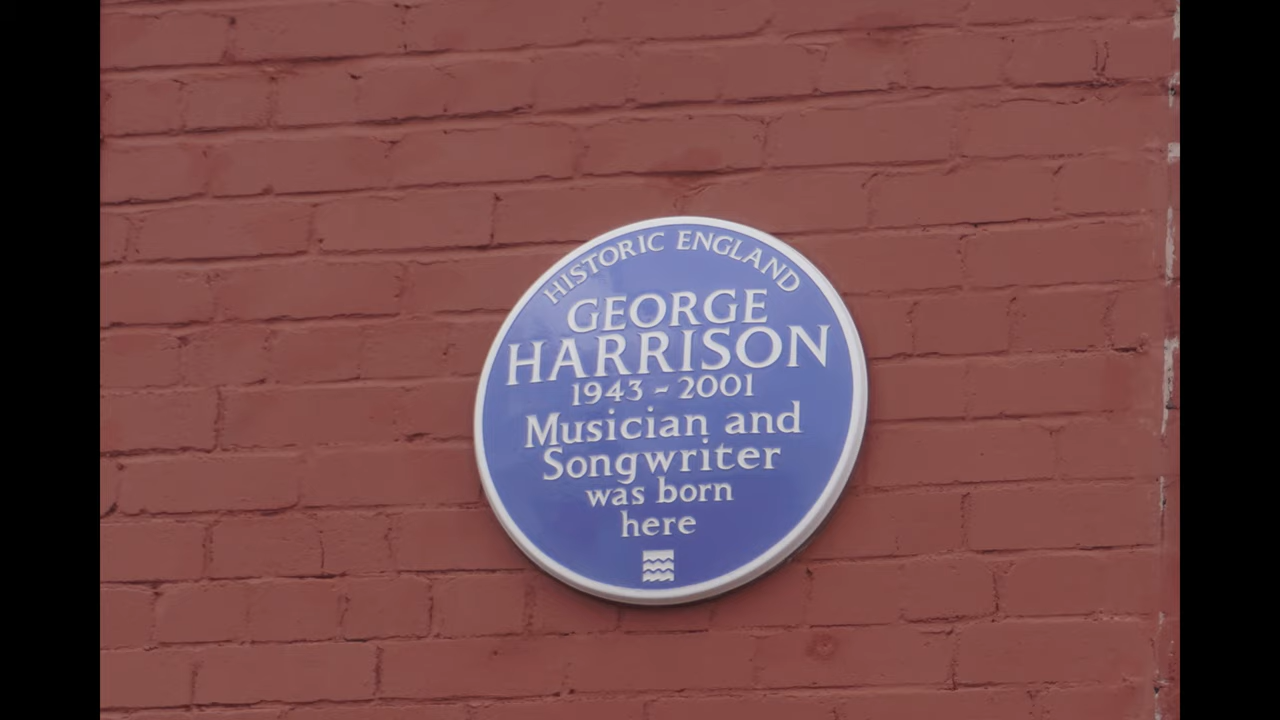 HISTORIC ENGLAND
GEORGE
HARRISON
1943 - 2001
Musician and
Songwriter
was born
here